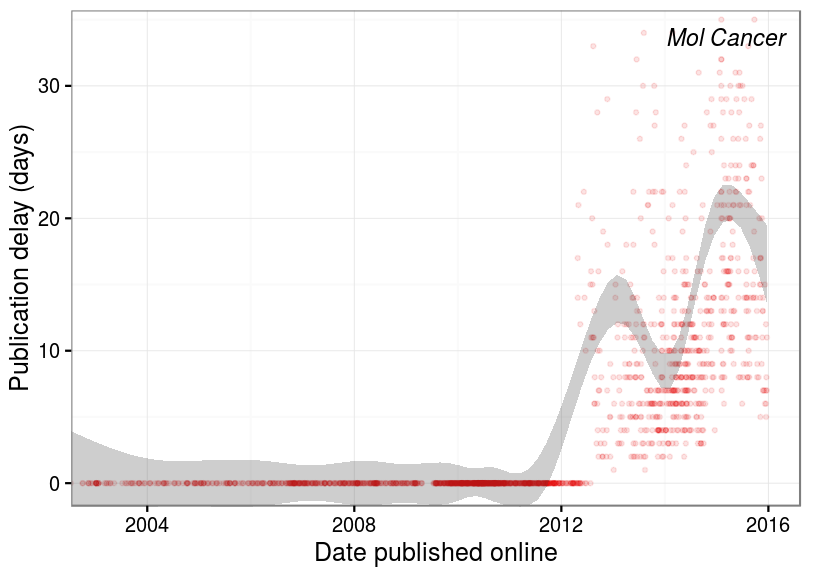 Mol Cancer
Publication delay (days)
30
20
10
0
2004 2008 2012 2016
Date published online